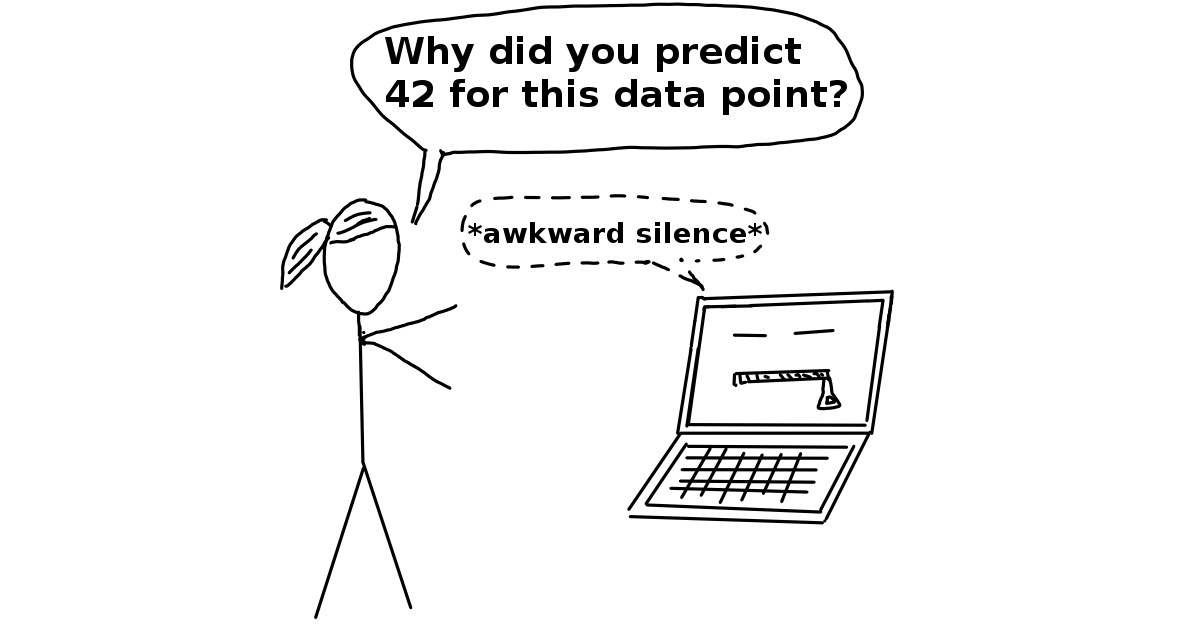 Why did you predict
42 for this data point?
*awkward silence*